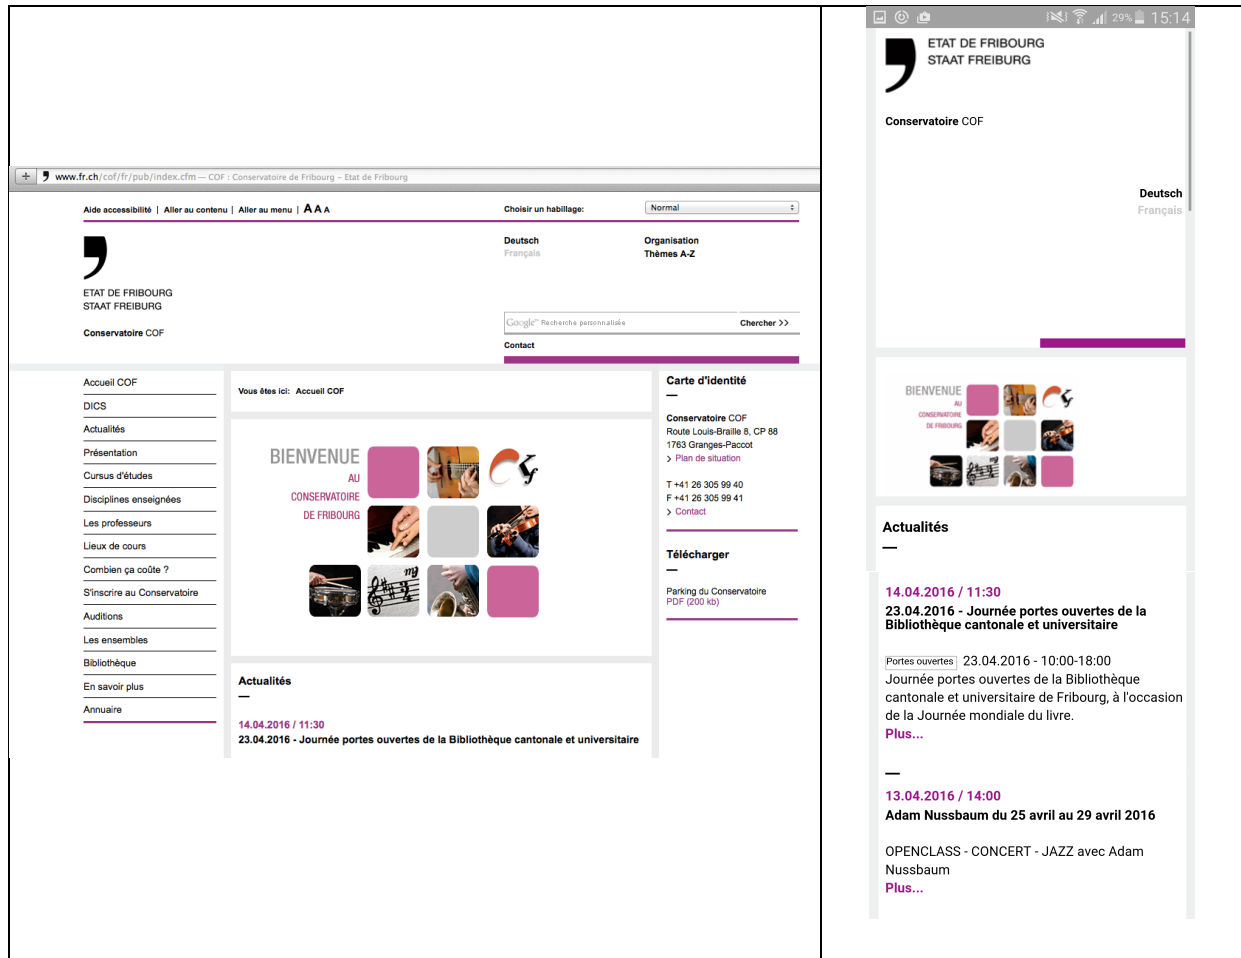 www.fr.ch/cof/fr/pub/index.cfm — COF : Conservatoire de Fribourg – Etat de Fribourg
Aide accessibilité | Aller au contenu | Aller au menu | A A A
Choisir un habillage: Normal
Deutsch
Français
Organisation
Thèmes A-Z
ETAT DE FRIBOURG
STAAT FREIBURG
Conservatoire COF
Google™ Recherche personnalisée Chercher >>
Contact
Accueil COF
DICS
Actualités
Présentation
Cursus d'études
Disciplines enseignées
Les professeurs
Lieux de cours
Combien ça coûte ?
S'inscrire au Conservatoire
Auditions
Les ensembles
Bibliothèque
En savoir plus
Annuaire
Vous êtes ici: Accueil COF
BIENVENUE
AU
CONSERVATOIRE
DE FRIBOURG
mf
Actualités
—
14.04.2016 / 11:30
23.04.2016 - Journée portes ouvertes de la Bibliothèque cantonale et universitaire
Carte d'identité
—
Conservatoire COF
Route Louis-Braille 8, CP 88
1763 Granges-Paccot
> Plan de situation
T +41 26 305 99 40
F +41 26 305 99 41
> Contact
Télécharger
—
Parking du Conservatoire
PDF (200 kb)
29% 15:14
ETAT DE FRIBOURG
STAAT FREIBURG
Conservatoire COF
Deutsch
Français
BIENVENUE
AU
CONSERVATOIRE
DE FRIBOURG
Actualités
—
14.04.2016 / 11:30
23.04.2016 - Journée portes ouvertes de la
Bibliothèque cantonale et universitaire
Portes ouvertes 23.04.2016 - 10:00-18:00
Journée portes ouvertes de la Bibliothèque
cantonale et universitaire de Fribourg, à l'occasion
de la Journée mondiale du livre.
Plus...
—
13.04.2016 / 14:00
Adam Nussbaum du 25 avril au 29 avril 2016
OPENCLASS - CONCERT - JAZZ avec Adam
Nussbaum
Plus...